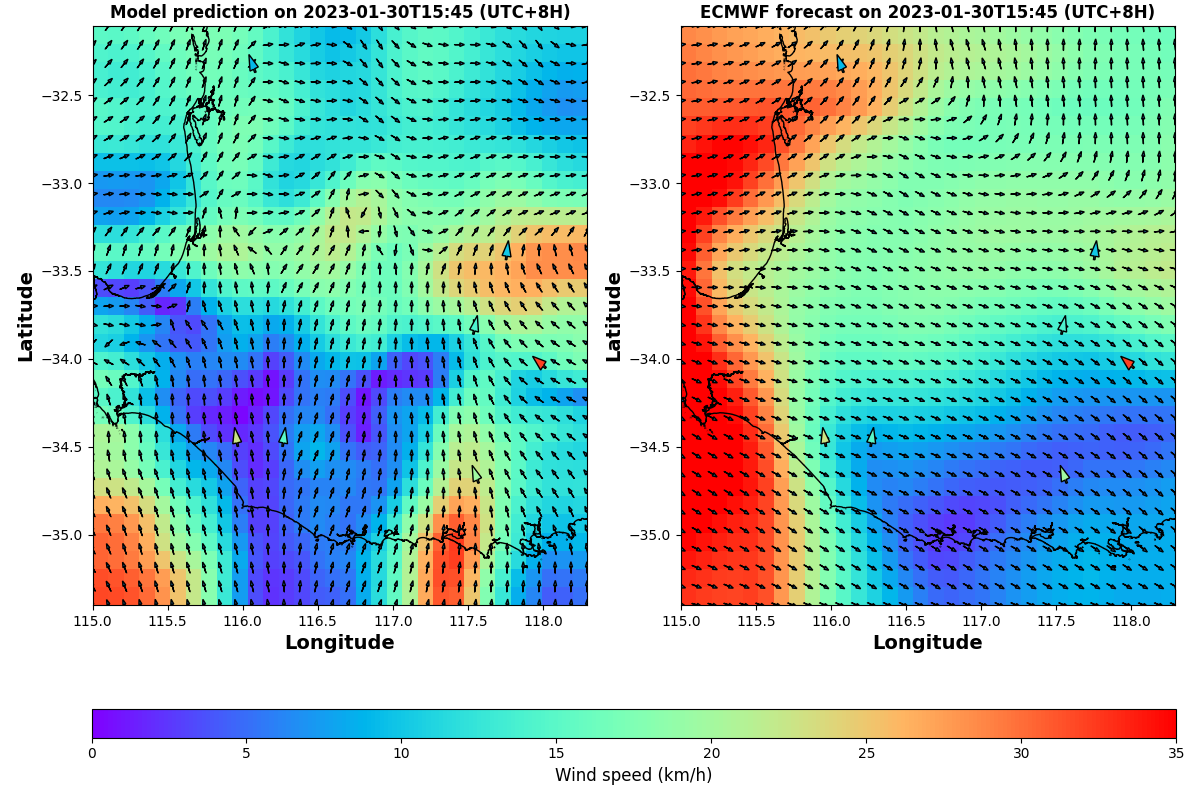 Model prediction on 2023-01-30T15:45 (UTC+8H)
ECMWF forecast on 2023-01-30T15:45 (UTC+8H)
Latitude
−32.5
−33.0
−33.5
−34.0
−34.5
−35.0
115.0 115.5 116.0 116.5 117.0 117.5 118.0
Longitude
Latitude
−32.5
−33.0
−33.5
−34.0
−34.5
−35.0
115.0 115.5 116.0 116.5 117.0 117.5 118.0
Longitude
0 5 10 15 20 25 30 35
Wind speed (km/h)